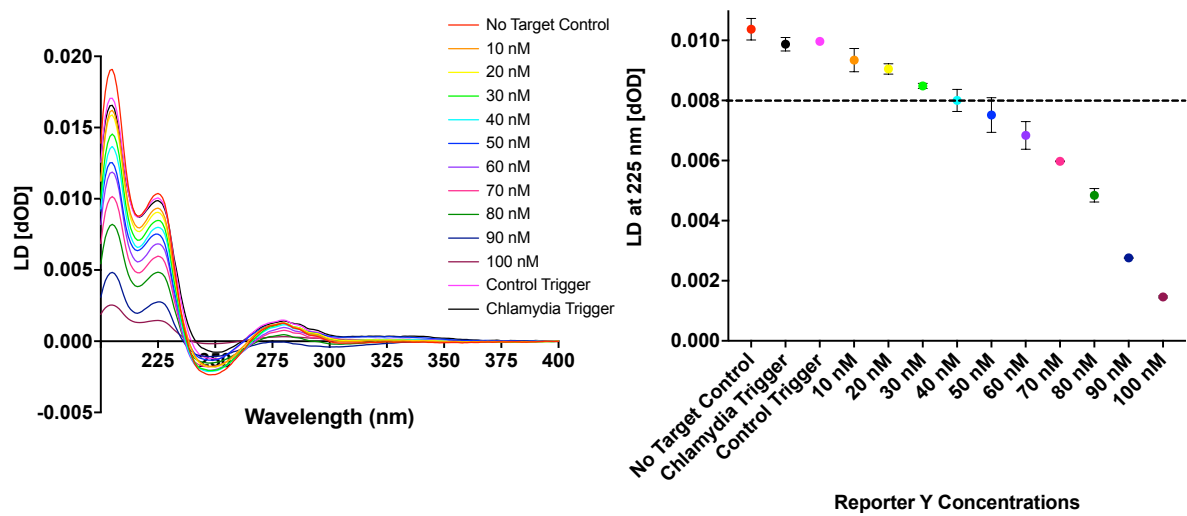 0.020
0.015
0.010
0.005
0.000
-0.005
LD [dOD]
225
275
300
325
350
375
400
Wavelength (nm)
No Target Control
10 nM
20 nM
30 nM
40 nM
50 nM
60 nM
70 nM
80 nM
90 nM
100 nM
Control Trigger
Chlamydia Trigger
0.010
0.008
0.006
0.004
0.002
0.000
LD at 225 nm [dOD]
No Target Control
Chlamydia Trigger
Control Trigger
10 nM
20 nM
30 nM
40 nM
50 nM
60 nM
70 nM
80 nM
90 nM
100 nM
Reporter Y Concentrations